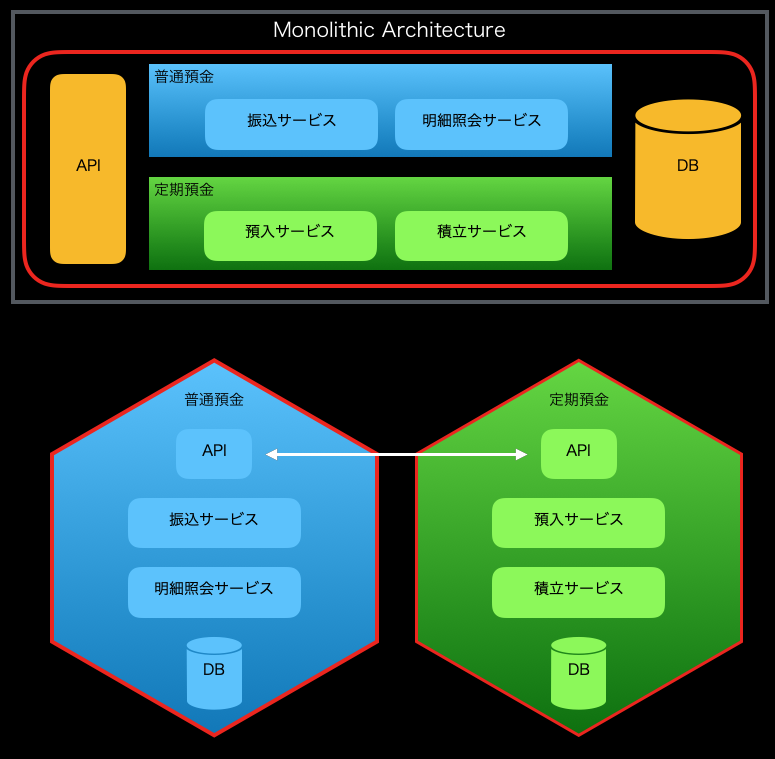 Monolithic Architecture
普通預金
振込サービス
明細照会サービス
API
DB
定期預金
預入サービス
積立サービス
普通預金
定期預金
API
API
振込サービス
預入サービス
明細照会サービス
積立サービス
DB
DB